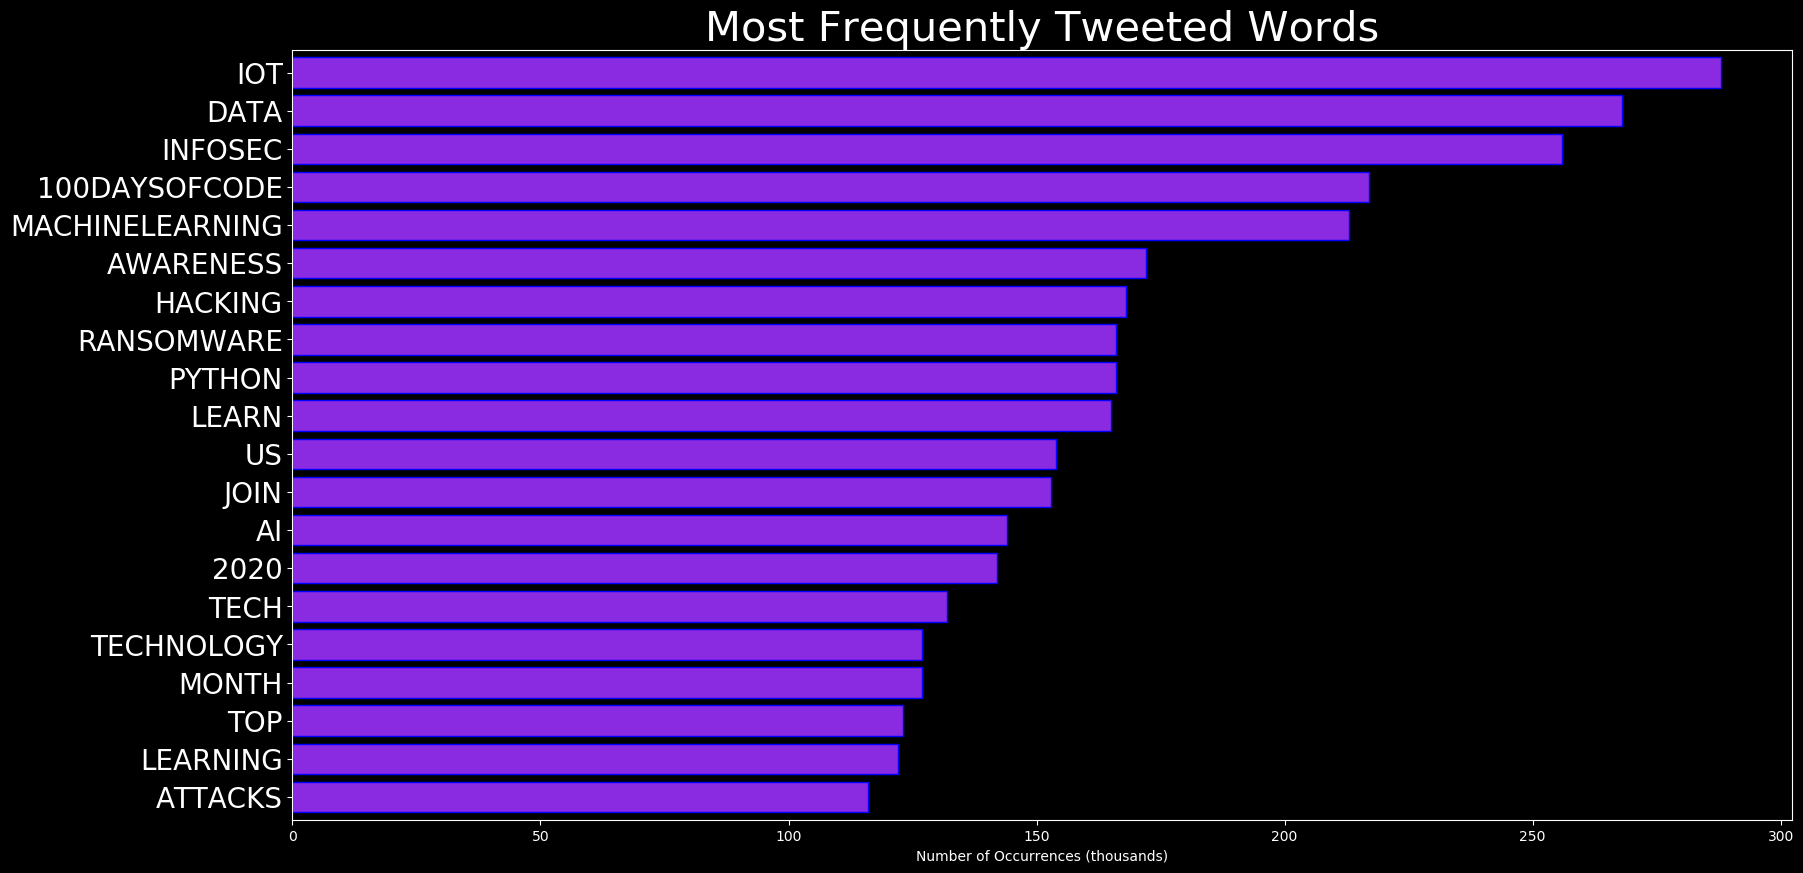 Most Frequently Tweeted Words
IOT
DATA
INFOSEC
100DAYSOFCODE
MACHINELEARNING
AWARENESS
HACKING
RANSOMWARE
PYTHON
LEARN
US
JOIN
AI
2020
TECH
TECHNOLOGY
MONTH
TOP
LEARNING
ATTACKS
0 50 100 150 200 250 300
Number of Occurrences (thousands)